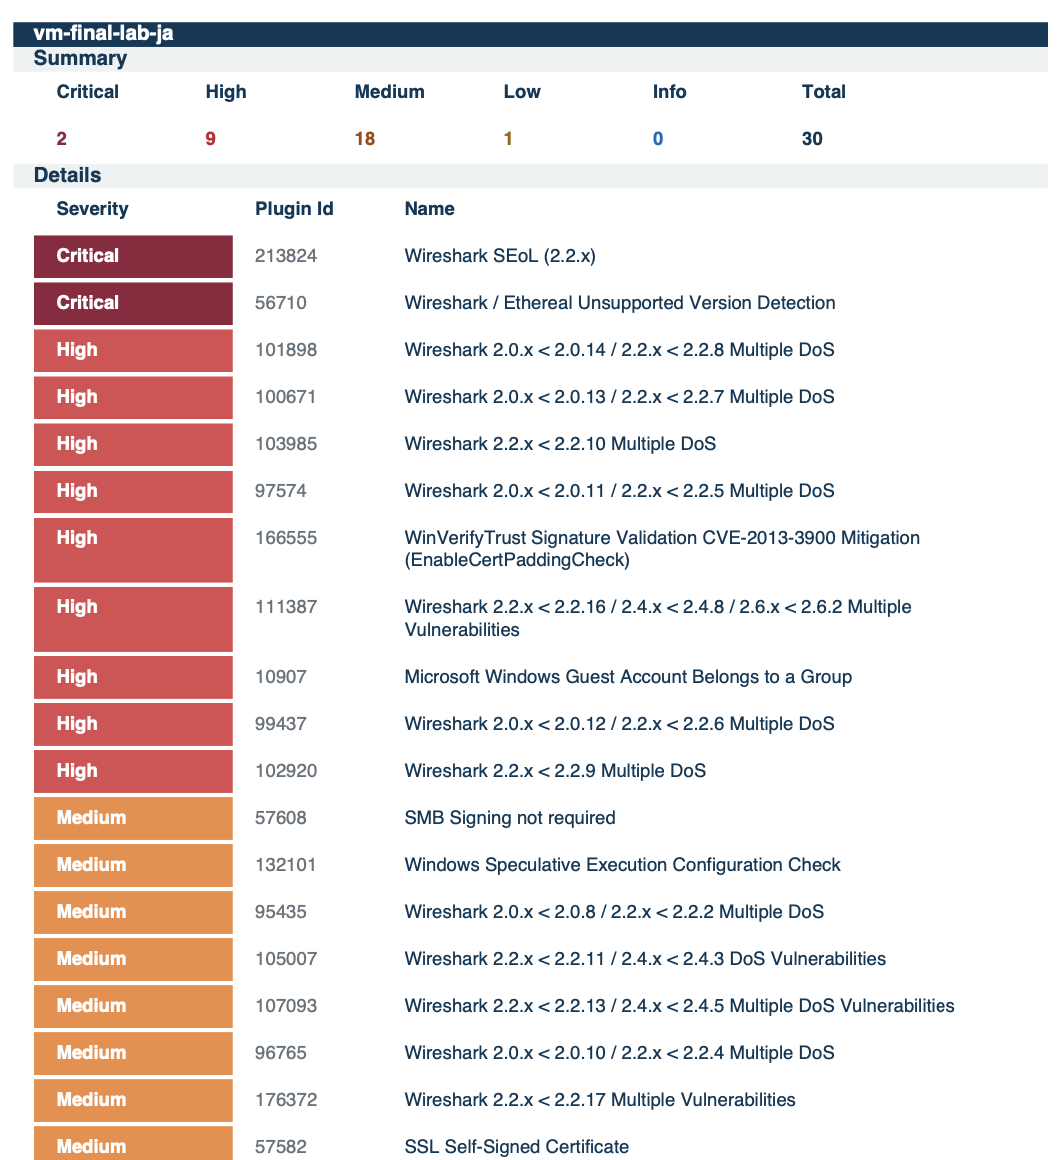 vm-final-lab-ja
Summary
Critical High Medium Low Info Total
2 9 18 1 0 30
Details
Severity Plugin Id Name
Critical 213824 Wireshark SEoL (2.2.x)
Critical 56710 Wireshark / Ethereal Unsupported Version Detection
High 101898 Wireshark 2.0.x < 2.0.14 / 2.2.x < 2.2.8 Multiple DoS
High 100671 Wireshark 2.0.x < 2.0.13 / 2.2.x < 2.2.7 Multiple DoS
High 103985 Wireshark 2.2.x < 2.2.10 Multiple DoS
High 97574 Wireshark 2.0.x < 2.0.11 / 2.2.x < 2.2.5 Multiple DoS
High 166555 WinVerifyTrust Signature Validation CVE-2013-3900 Mitigation
(EnableCertPaddingCheck)
High 111387 Wireshark 2.2.x < 2.2.16 / 2.4.x < 2.4.8 / 2.6.x < 2.6.2 Multiple
Vulnerabilities
High 10907 Microsoft Windows Guest Account Belongs to a Group
High 99437 Wireshark 2.0.x < 2.0.12 / 2.2.x < 2.2.6 Multiple DoS
High 102920 Wireshark 2.2.x < 2.2.9 Multiple DoS
Medium 57608 SMB Signing not required
Medium 132101 Windows Speculative Execution Configuration Check
Medium 95435 Wireshark 2.0.x < 2.0.8 / 2.2.x < 2.2.2 Multiple DoS
Medium 105007 Wireshark 2.2.x < 2.2.11 / 2.4.x < 2.4.3 DoS Vulnerabilities
Medium 107093 Wireshark 2.2.x < 2.2.13 / 2.4.x < 2.4.5 Multiple DoS Vulnerabilities
Medium 96765 Wireshark 2.0.x < 2.0.10 / 2.2.x < 2.2.4 Multiple DoS
Medium 176372 Wireshark 2.2.x < 2.2.17 Multiple Vulnerabilities
Medium 57582 SSL Self-Signed Certificate